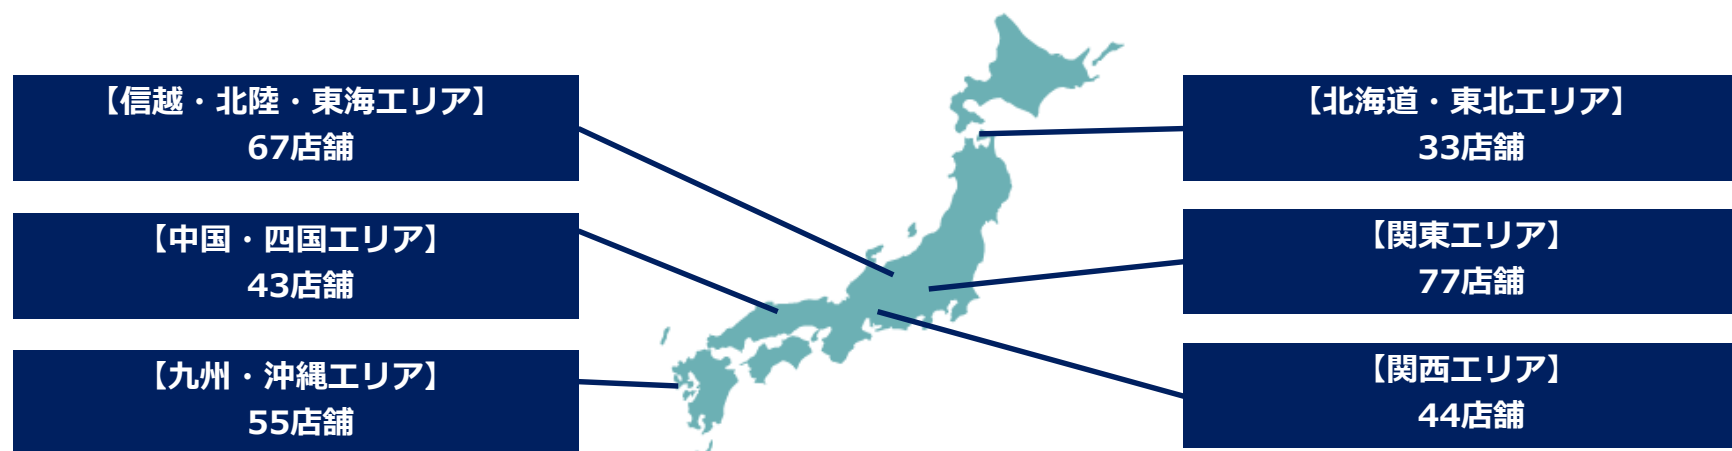 【信越・北陸・東海エリア】
67店舗
【中国・四国エリア】
43店舗
【九州・沖縄エリア】
55店舗
【北海道・東北エリア】
33店舗
【関東エリア】
77店舗
【関西エリア】
44店舗